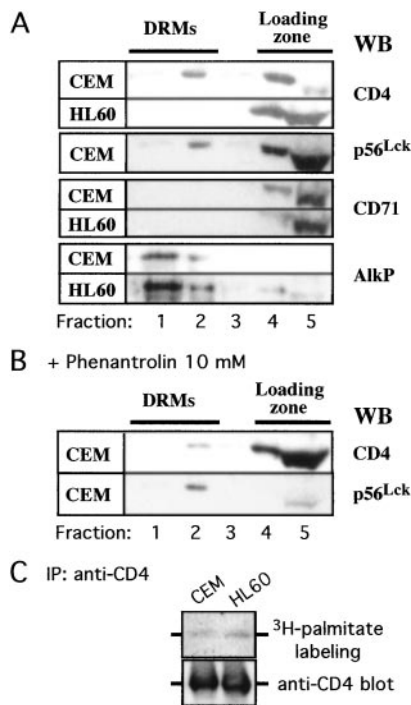 A
DRMs Loading zone WB
CEM CD4
HL60
CEM p56Lck
CEM CD71
HL60
CEM AlkP
HL60
Fraction: 1 2 3 4 5
B + Phenantrolin 10 mM
DRMs Loading zone WB
CEM CD4
CEM p56Lck
Fraction: 1 2 3 4 5
C IP: anti-CD4
CEM HL60
3H-palmitate labeling
anti-CD4 blot